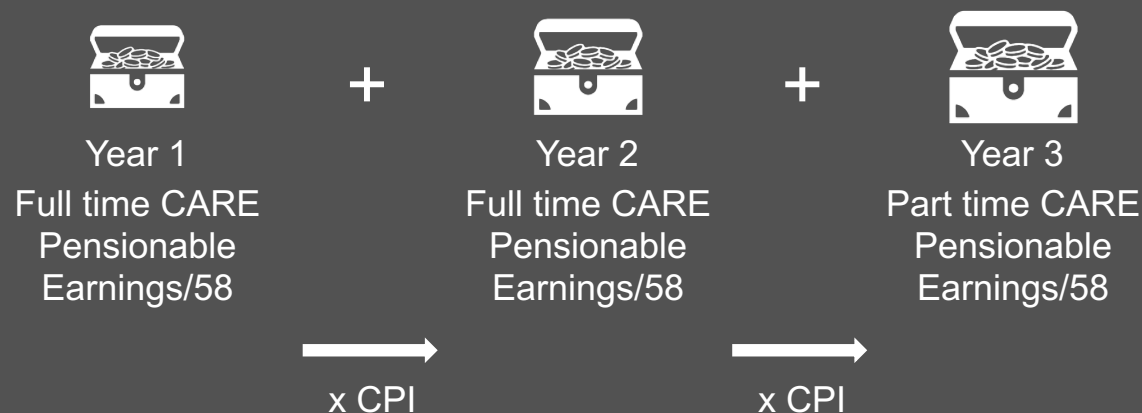 +
+
Year 1
Full time CARE
Pensionable
Earnings/58
Year 2
Full time CARE
Pensionable
Earnings/58
Year 3
Part time CARE
Pensionable
Earnings/58
x CPI
x CPI